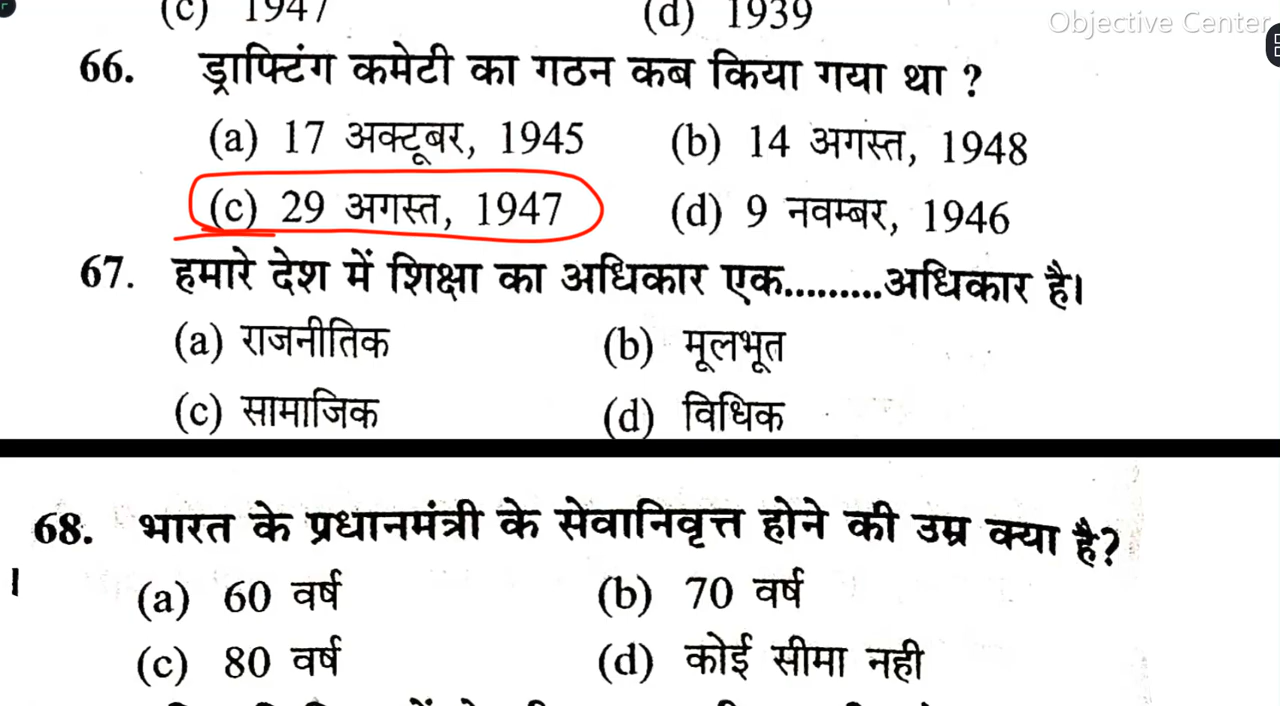 (c) 1947 (d) 1939
Objective Center
66. ड्राफ्टिंग कमेटी का गठन कब किया गया था ?
(a) 17 अक्टूबर, 1945 (b) 14 अगस्त, 1948
(c) 29 अगस्त, 1947 (d) 9 नवम्बर, 1946
67. हमारे देश में शिक्षा का अधिकार एक.........अधिकार है।
(a) राजनीतिक (b) मूलभूत
(c) सामाजिक (d) विधिक
68. भारत के प्रधानमंत्री के सेवानिवृत्त होने की उम्र क्या है?
(a) 60 वर्ष (b) 70 वर्ष
(c) 80 वर्ष (d) कोई सीमा नही